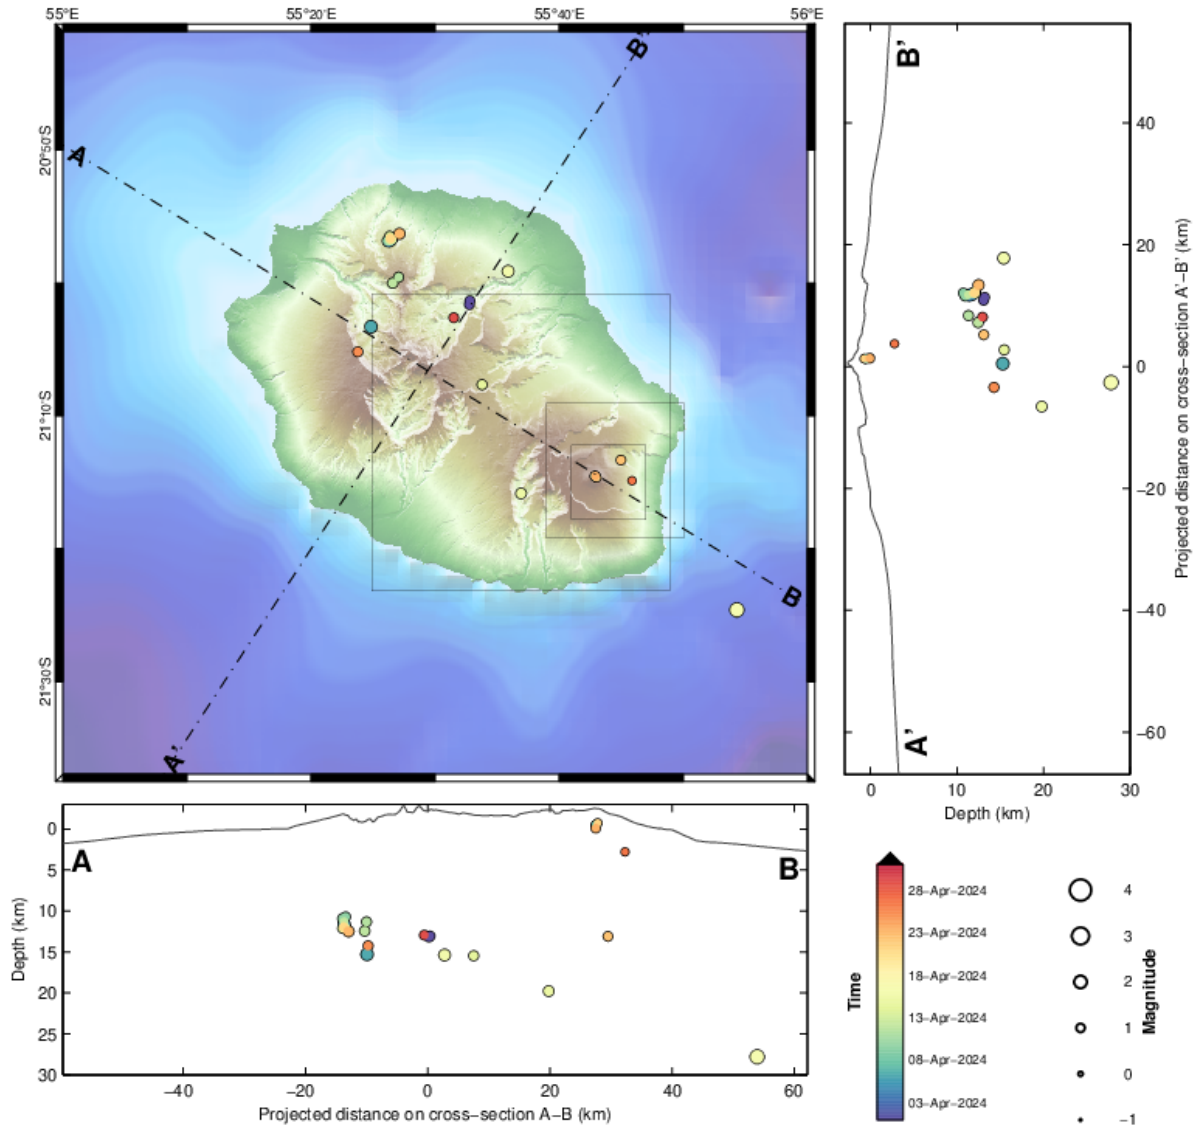 55°E 55°20'E 55°40'E 56°E
20°50'S
21°10'S
21°30'S
A
B'
A'
B
B'
A'
40
20
0
−20
−40
−60
Projected distance on cross−section A'−B' (km)
0 10 20 30
Depth (km)
A
B
0
5
10
15
20
25
30
Depth (km)
−40 −20 0 20 40 60
Projected distance on cross−section A−B (km)
Time
28−Apr−2024
23−Apr−2024
18−Apr−2024
13−Apr−2024
08−Apr−2024
03−Apr−2024
4
3
2
1
0
−1
Magnitude